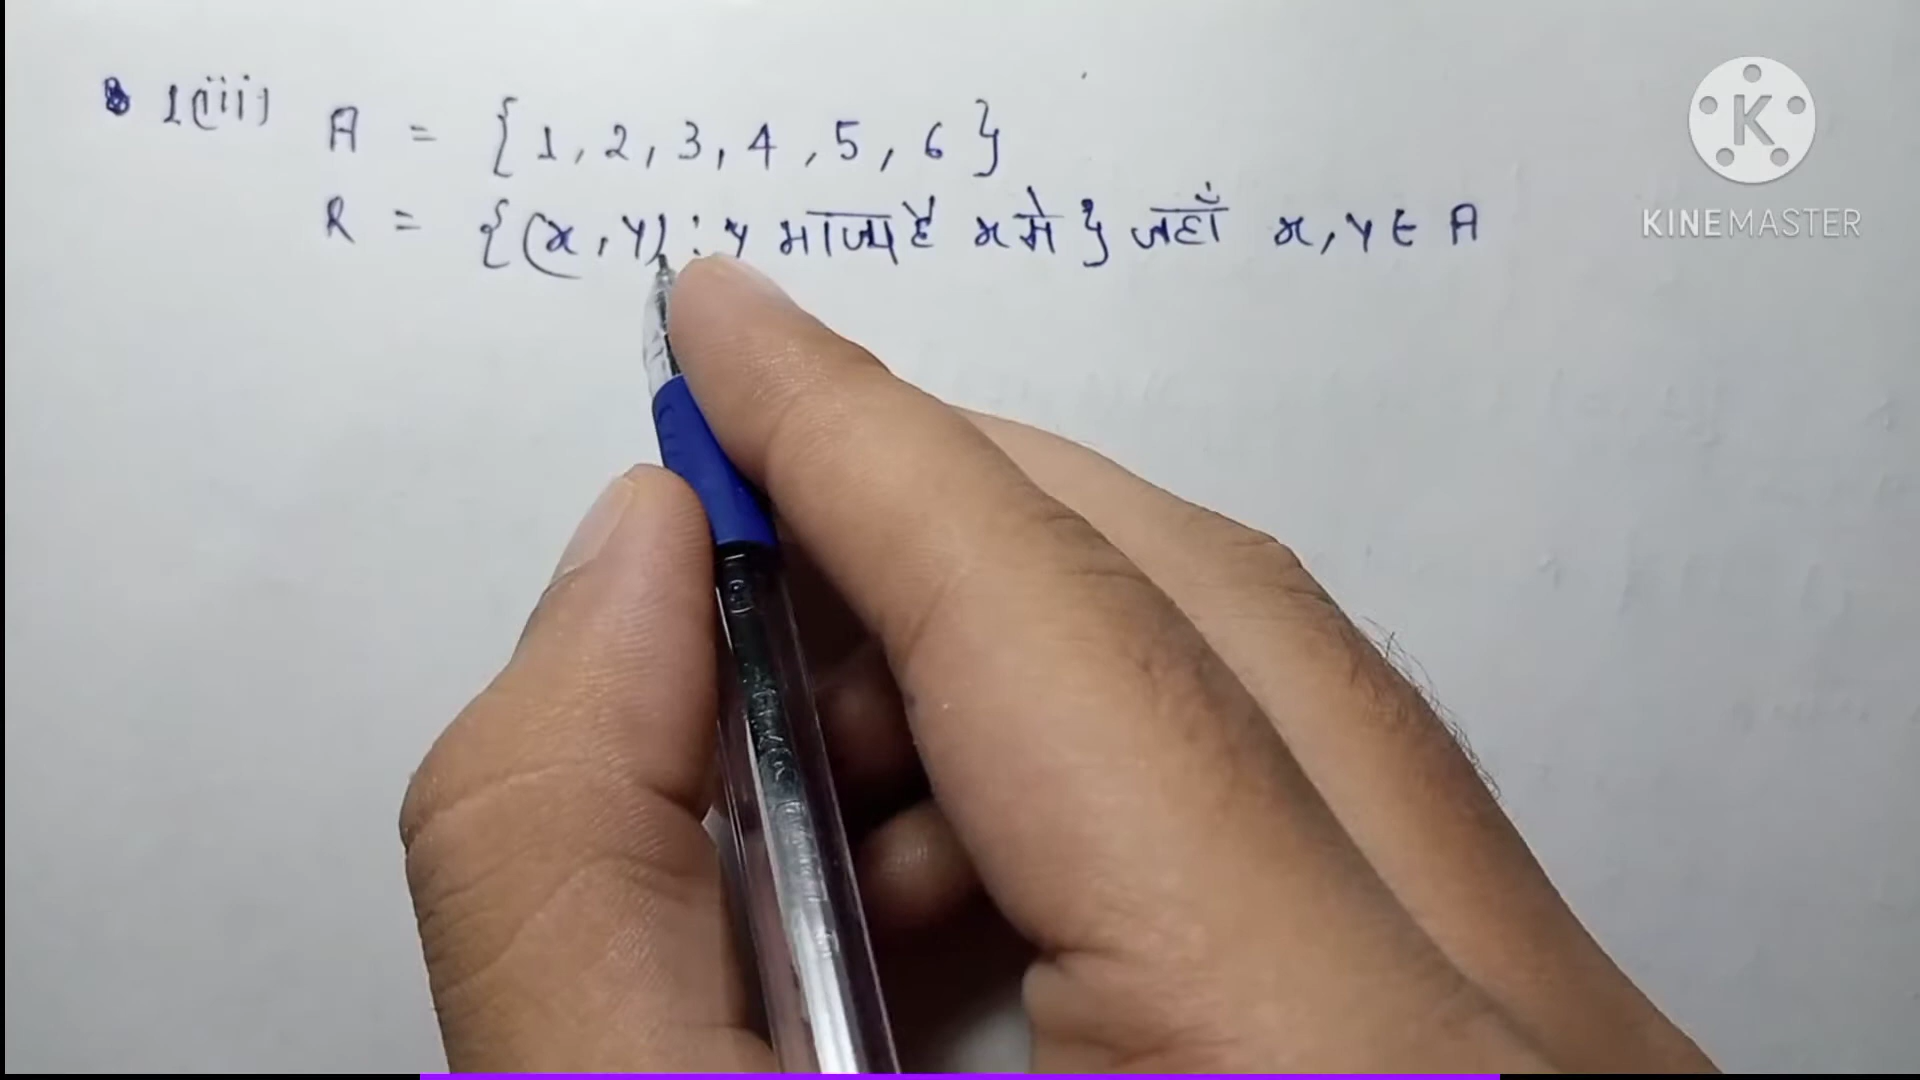 1(iii) A = {1, 2, 3, 4, 5, 6}
R = {(x, y) : y भाज्य है x से} जहाँ x, y ∈ A
K
KINEMASTER